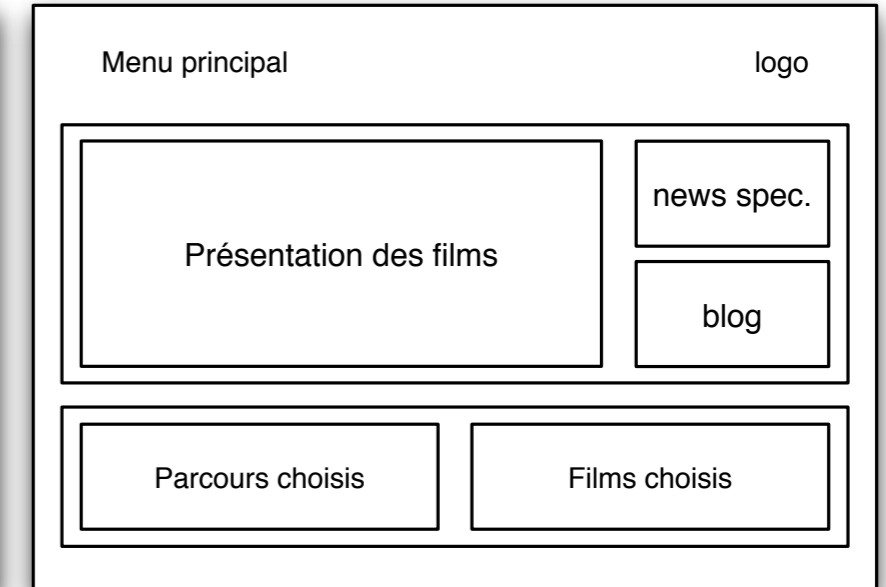 Menu principal
logo
Présentation des films
news spec.
blog
Parcours choisis
Films choisis